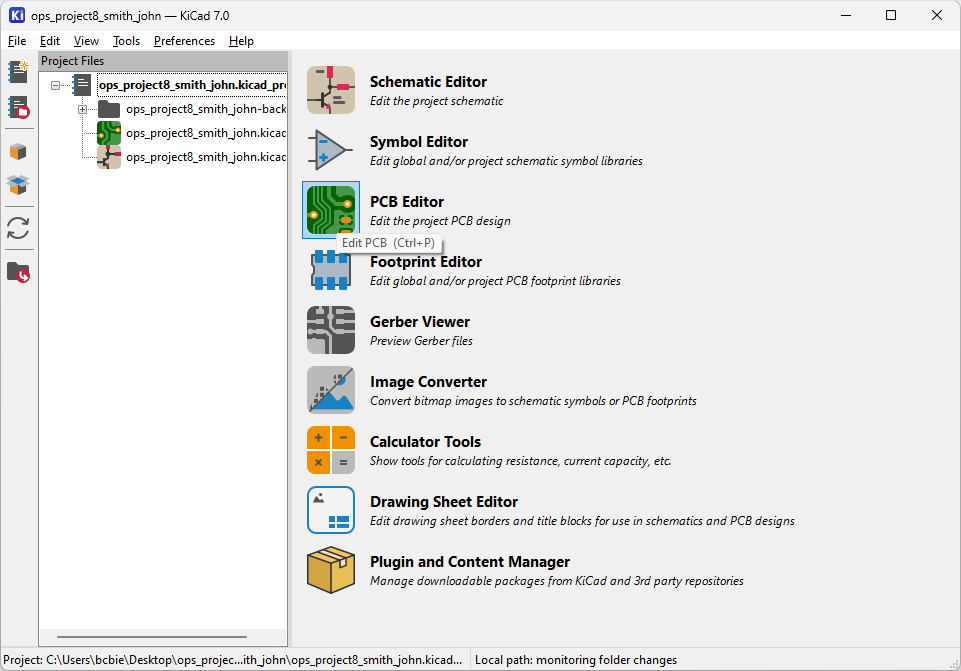 ops_project8_smith_john — KiCad 7.0
File Edit View Tools Preferences Help
Project Files
ops_project8_smith_john.kicad_pr
ops_project8_smith_john-back
ops_project8_smith_john.kicad
ops_project8_smith_john.kicad
Schematic Editor
Edit the project schematic
Symbol Editor
Edit global and/or project schematic symbol libraries
PCB Editor
Edit the project PCB design
Edit PCB (Ctrl+P)
Footprint Editor
Edit global and/or project PCB footprint libraries
Gerber Viewer
Preview Gerber files
Image Converter
Convert bitmap images to schematic symbols or PCB footprints
Calculator Tools
Show tools for calculating resistance, current capacity, etc.
Drawing Sheet Editor
Edit drawing sheet borders and title blocks for use in schematics and PCB designs
Plugin and Content Manager
Manage downloadable packages from KiCad and 3rd party repositories
Project: C:\Users\bcbie\Desktop\ops_projec...ith_john\ops_project8_smith_john.kicad...
Local path: monitoring folder changes